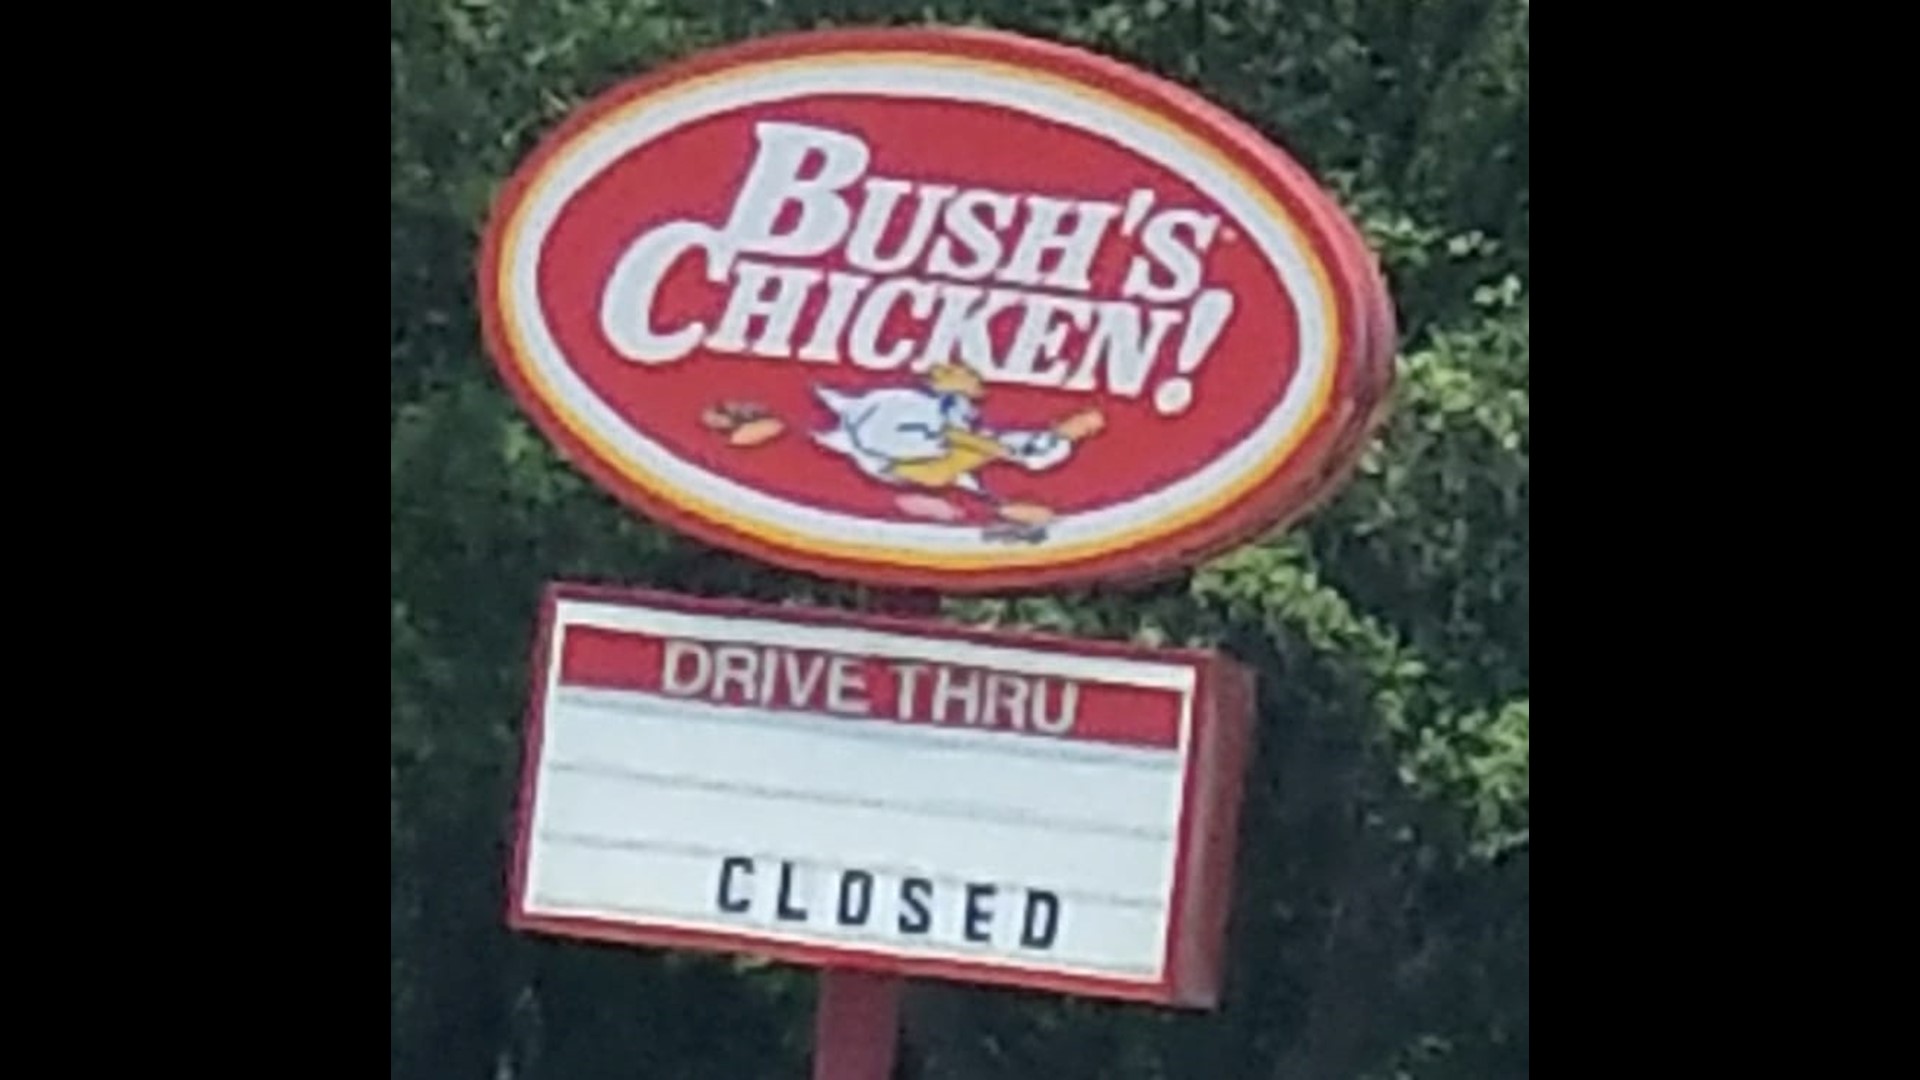 BUSH'S
CHICKEN!
DRIVE THRU
CLOSED